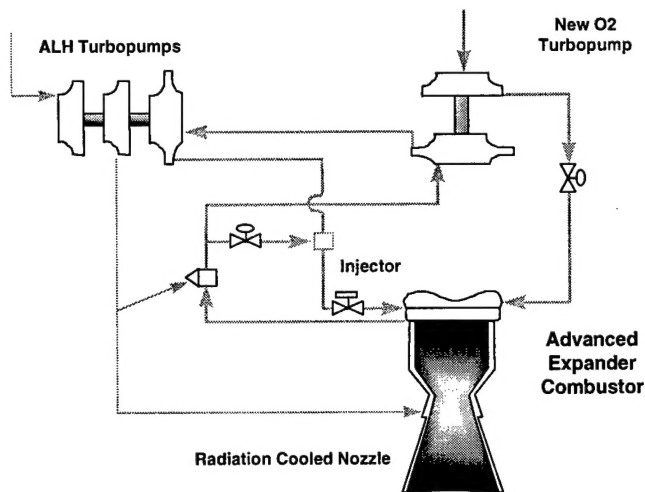 ALH Turbopumps
New O2
Turbopump
Injector
Advanced
Expander
Combustor
Radiation Cooled Nozzle